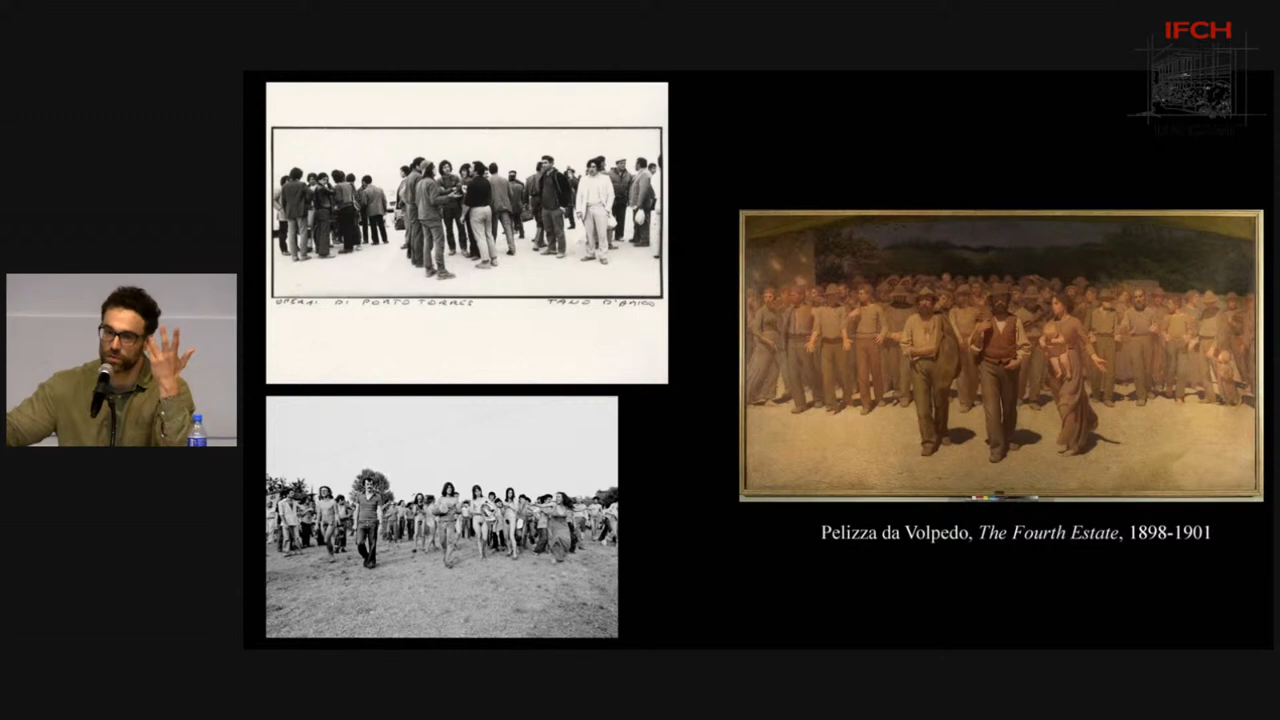 IFCH
OPERAI DI PORTO TORRES TANO D'AMICO
Pelizza da Volpedo, The Fourth Estate, 1898-1901